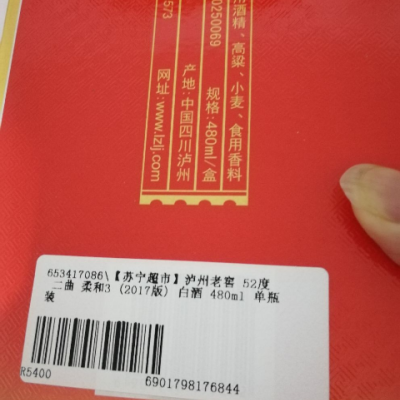 用酒精、高粱、小麦、食用香料
0250069 规格:480ml/盒
产地:中国四川泸州
573 网址:www.lzlj.com
653417086\【苏宁超市】泸州老窖 52度
二曲 柔和3 (2017版) 白酒 480ml 单瓶
装
R5400
6901798176844